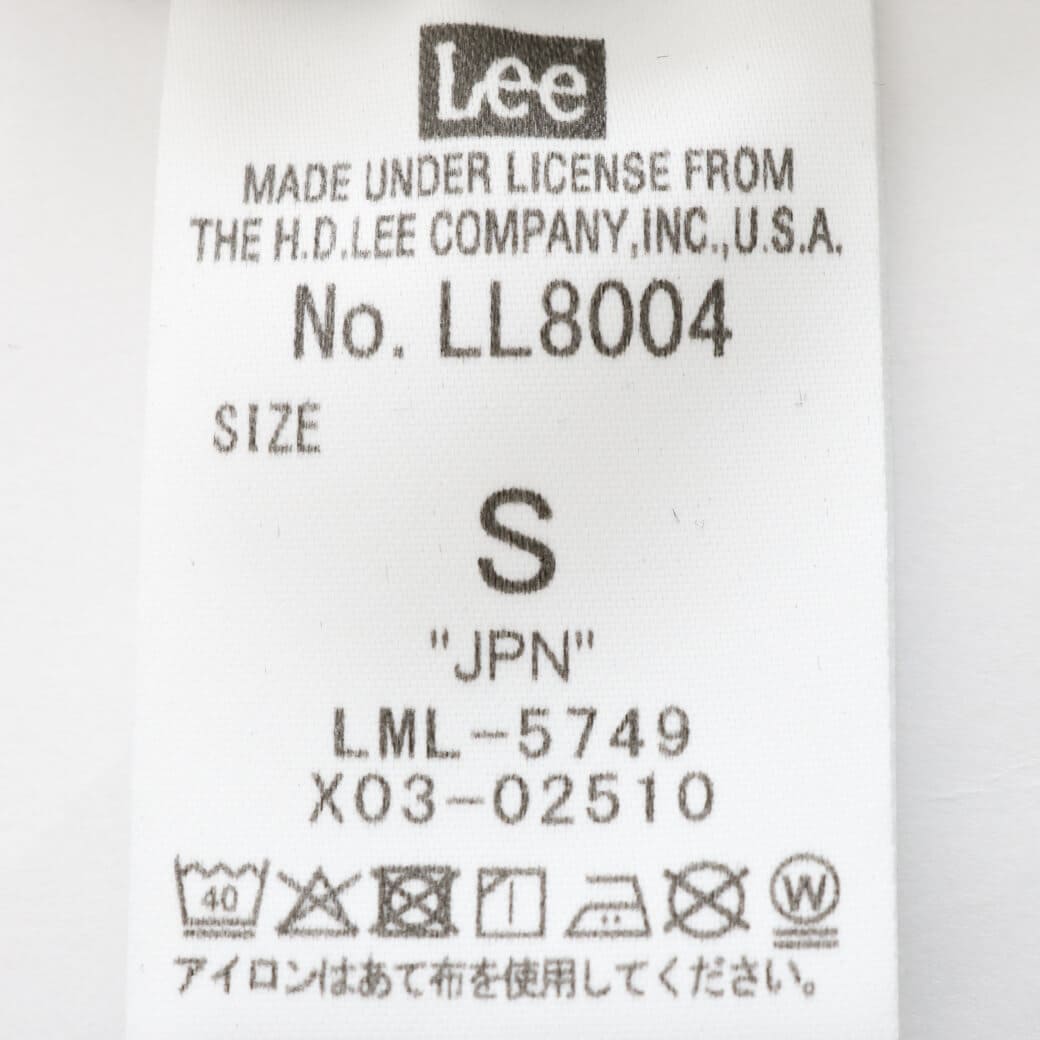 Lee
MADE UNDER LICENSE FROM
THE H.D.LEE COMPANY,INC.,U.S.A.
No. LL8004
SIZE
S
"JPN"
LML-5749
X03-02510
40 W
アイロンはあて布を使用してください。